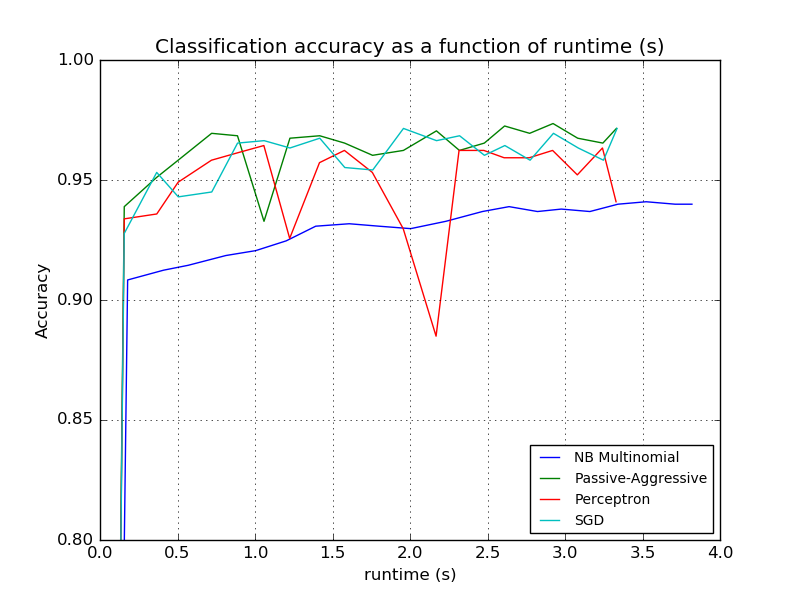 Classification accuracy as a function of runtime (s)
1.00
0.95
0.90
0.85
0.80
Accuracy
NB Multinomial
Passive-Aggressive
Perceptron
SGD
0.0 0.5 1.0 1.5 2.0 2.5 3.0 3.5 4.0
runtime (s)